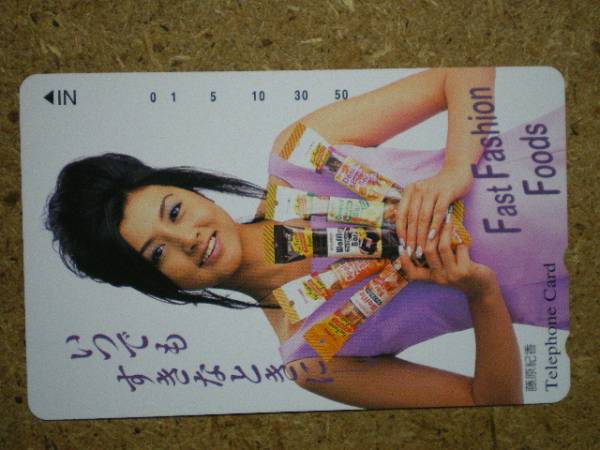 ◀IN 0 1 5 10 30 50
Fast Fashion
Foods
いつでも
すきなときに
藤原紀香
Telephone Card